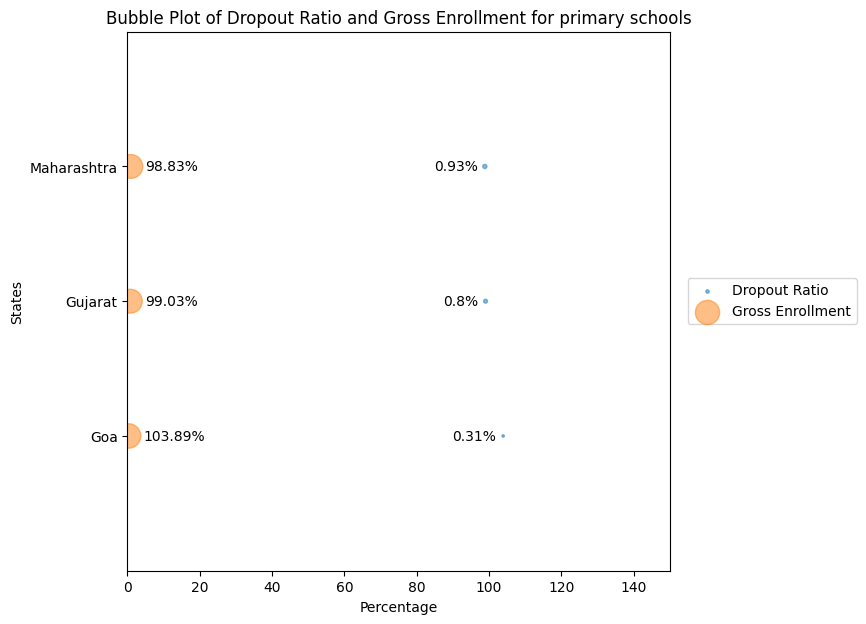 Bubble Plot of Dropout Ratio and Gross Enrollment for primary schools
Maharashtra
98.83%
0.93%
Gujarat
99.03%
0.8%
Goa
103.89%
0.31%
States
0
20
40
60
80
100
120
140
Percentage
Dropout Ratio
Gross Enrollment